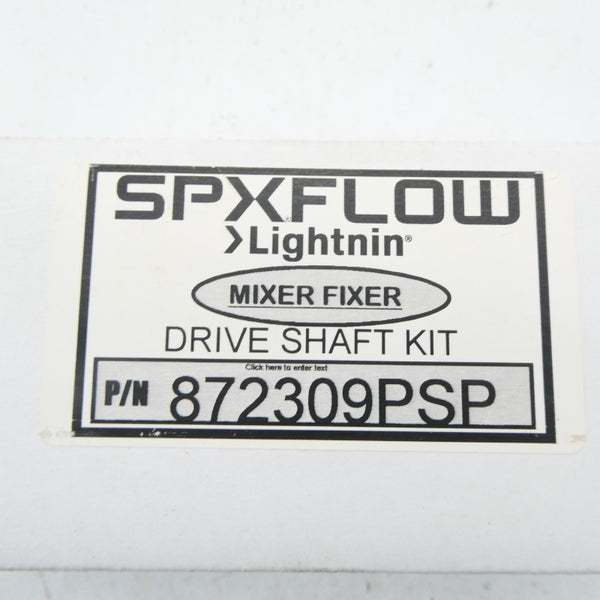 SPXFLOW
Lightnin®
MIXER FIXER
DRIVE SHAFT KIT
Click here to enter text
P/N 872309PSP